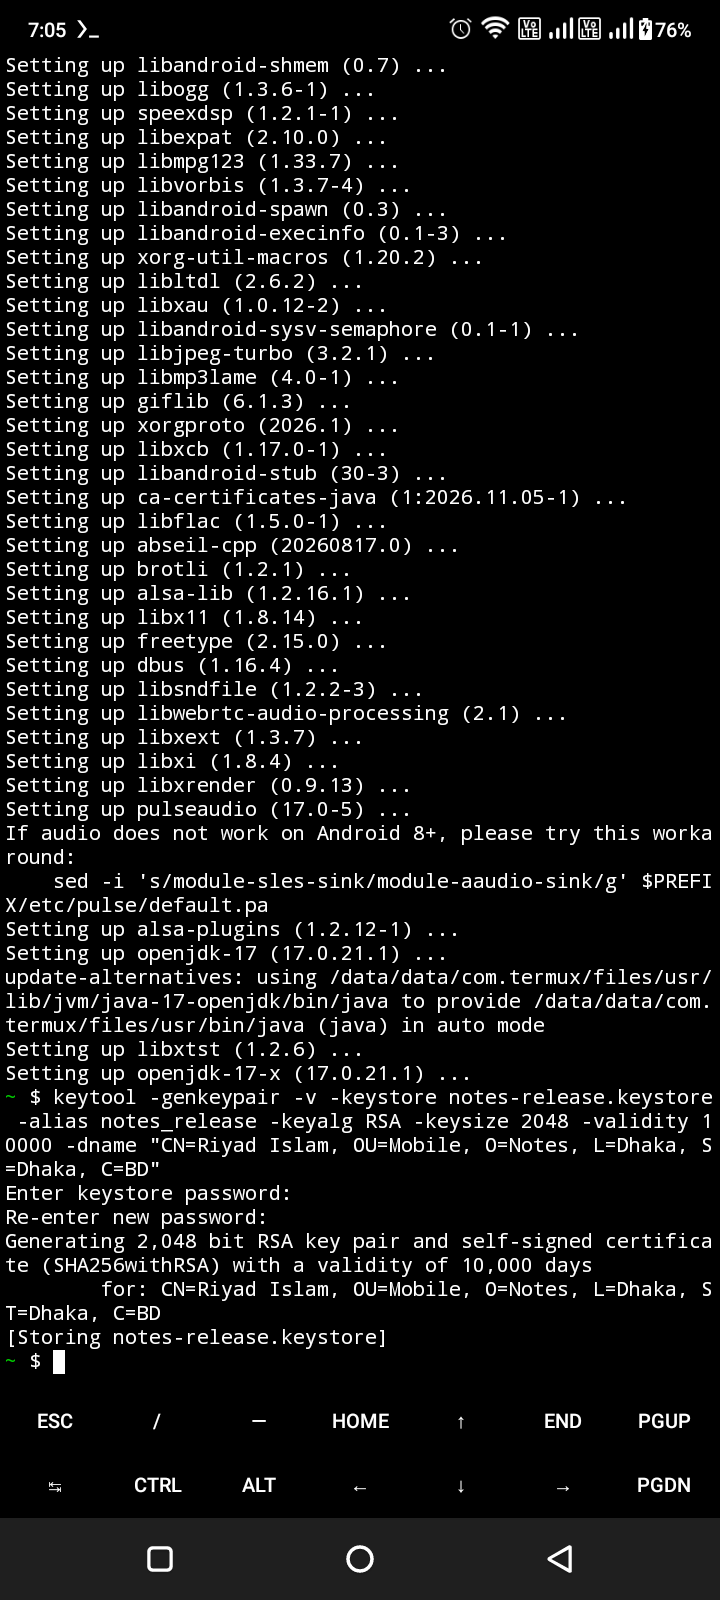 7:05
Vo LTE Vo LTE 76%
Setting up libandroid-shmem (0.7) ...
Setting up libogg (1.3.6-1) ...
Setting up speexdsp (1.2.1-1) ...
Setting up libexpat (2.10.0) ...
Setting up libmpg123 (1.33.7) ...
Setting up libvorbis (1.3.7-4) ...
Setting up libandroid-spawn (0.3) ...
Setting up libandroid-execinfo (0.1-3) ...
Setting up xorg-util-macros (1.20.2) ...
Setting up libltdl (2.6.2) ...
Setting up libxau (1.0.12-2) ...
Setting up libandroid-sysv-semaphore (0.1-1) ...
Setting up libjpeg-turbo (3.2.1) ...
Setting up libmp3lame (4.0-1) ...
Setting up giflib (6.1.3) ...
Setting up xorgproto (2026.1) ...
Setting up libxcb (1.17.0-1) ...
Setting up libandroid-stub (30-3) ...
Setting up ca-certificates-java (1:2026.11.05-1) ...
Setting up libflac (1.5.0-1) ...
Setting up abseil-cpp (20260817.0) ...
Setting up brotli (1.2.1) ...
Setting up alsa-lib (1.2.16.1) ...
Setting up libx11 (1.8.14) ...
Setting up freetype (2.15.0) ...
Setting up dbus (1.16.4) ...
Setting up libsndfile (1.2.2-3) ...
Setting up libwebrtc-audio-processing (2.1) ...
Setting up libxext (1.3.7) ...
Setting up libxi (1.8.4) ...
Setting up libxrender (0.9.13) ...
Setting up pulseaudio (17.0-5) ...
If audio does not work on Android 8+, please try this worka
round:
    sed -i 's/module-sles-sink/module-aaudio-sink/g' $PREFI
X/etc/pulse/default.pa
Setting up alsa-plugins (1.2.12-1) ...
Setting up openjdk-17 (17.0.21.1) ...
update-alternatives: using /data/data/com.termux/files/usr/
lib/jvm/java-17-openjdk/bin/java to provide /data/data/com.
termux/files/usr/bin/java (java) in auto mode
Setting up libxtst (1.2.6) ...
Setting up openjdk-17-x (17.0.21.1) ...
~ $ keytool -genkeypair -v -keystore notes-release.keystore
 -alias notes_release -keyalg RSA -keysize 2048 -validity 1
0000 -dname "CN=Riyad Islam, OU=Mobile, O=Notes, L=Dhaka, S
=Dhaka, C=BD"
Enter keystore password:
Re-enter new password:
Generating 2,048 bit RSA key pair and self-signed certifica
te (SHA256withRSA) with a validity of 10,000 days
        for: CN=Riyad Islam, OU=Mobile, O=Notes, L=Dhaka, S
T=Dhaka, C=BD
[Storing notes-release.keystore]
~ $
ESC / — HOME ↑ END PGUP
↹ CTRL ALT ← ↓ → PGDN